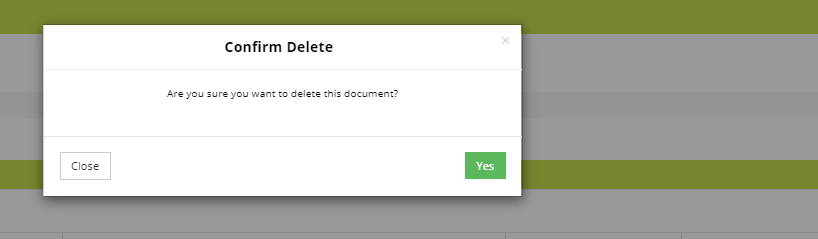 Confirm Delete
×
Are you sure you want to delete this document?
Close
Yes